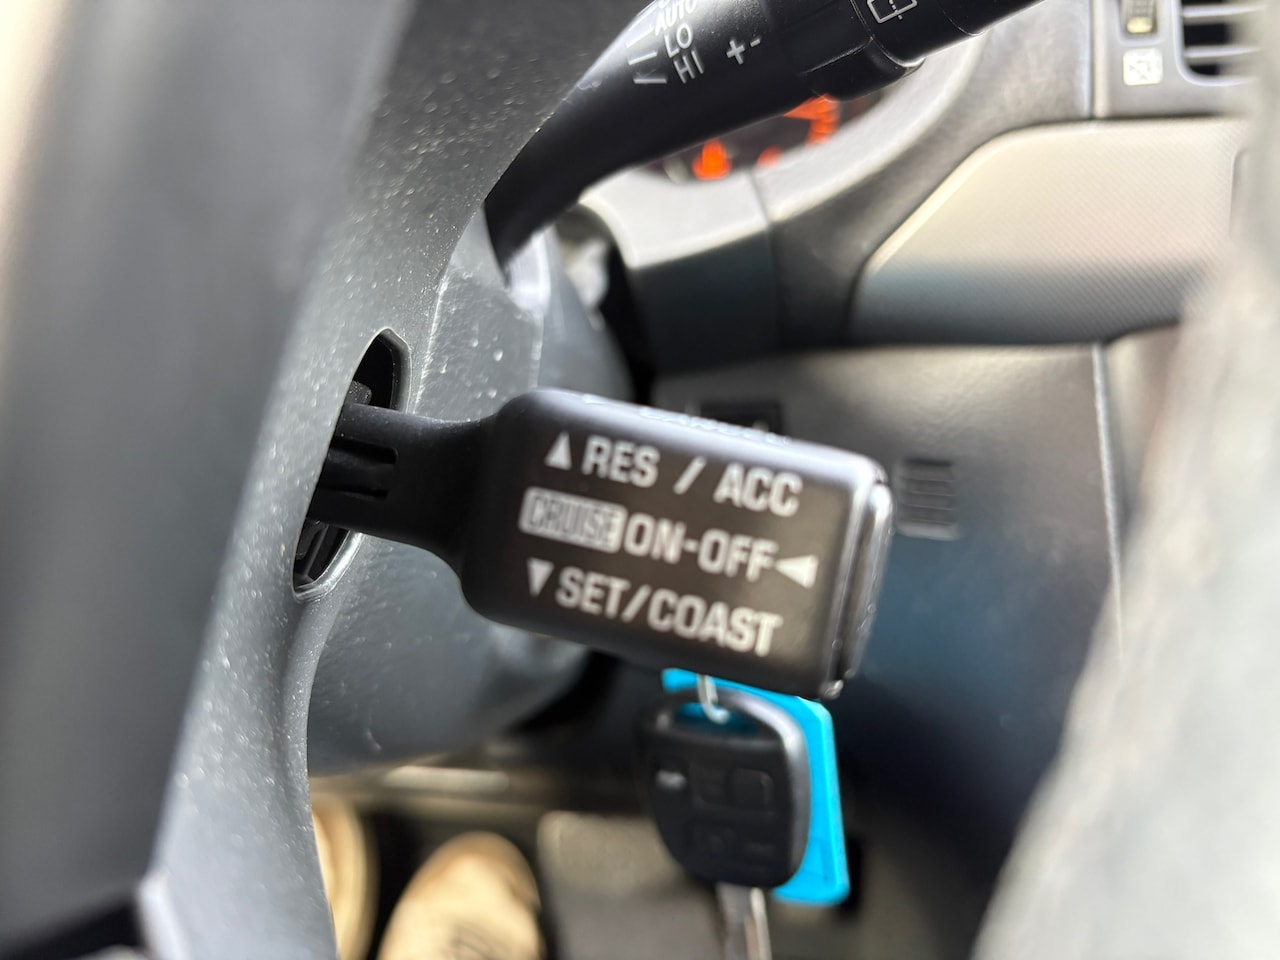 AUTO
LO
HI
+ -
▲ RES / ACC
CRUISE ON-OFF ◀
▼ SET/COAST